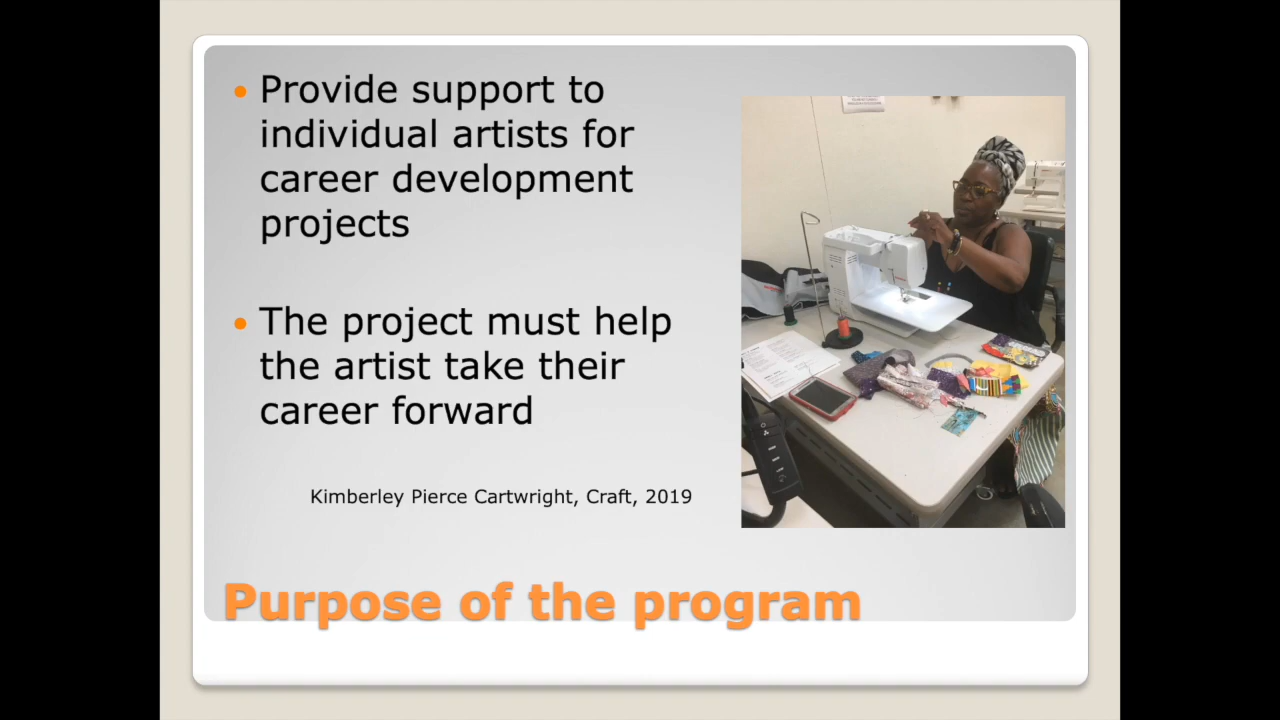 Provide support to
individual artists for
career development
projects
The project must help
the artist take their
career forward
Kimberley Pierce Cartwright, Craft, 2019
Purpose of the program